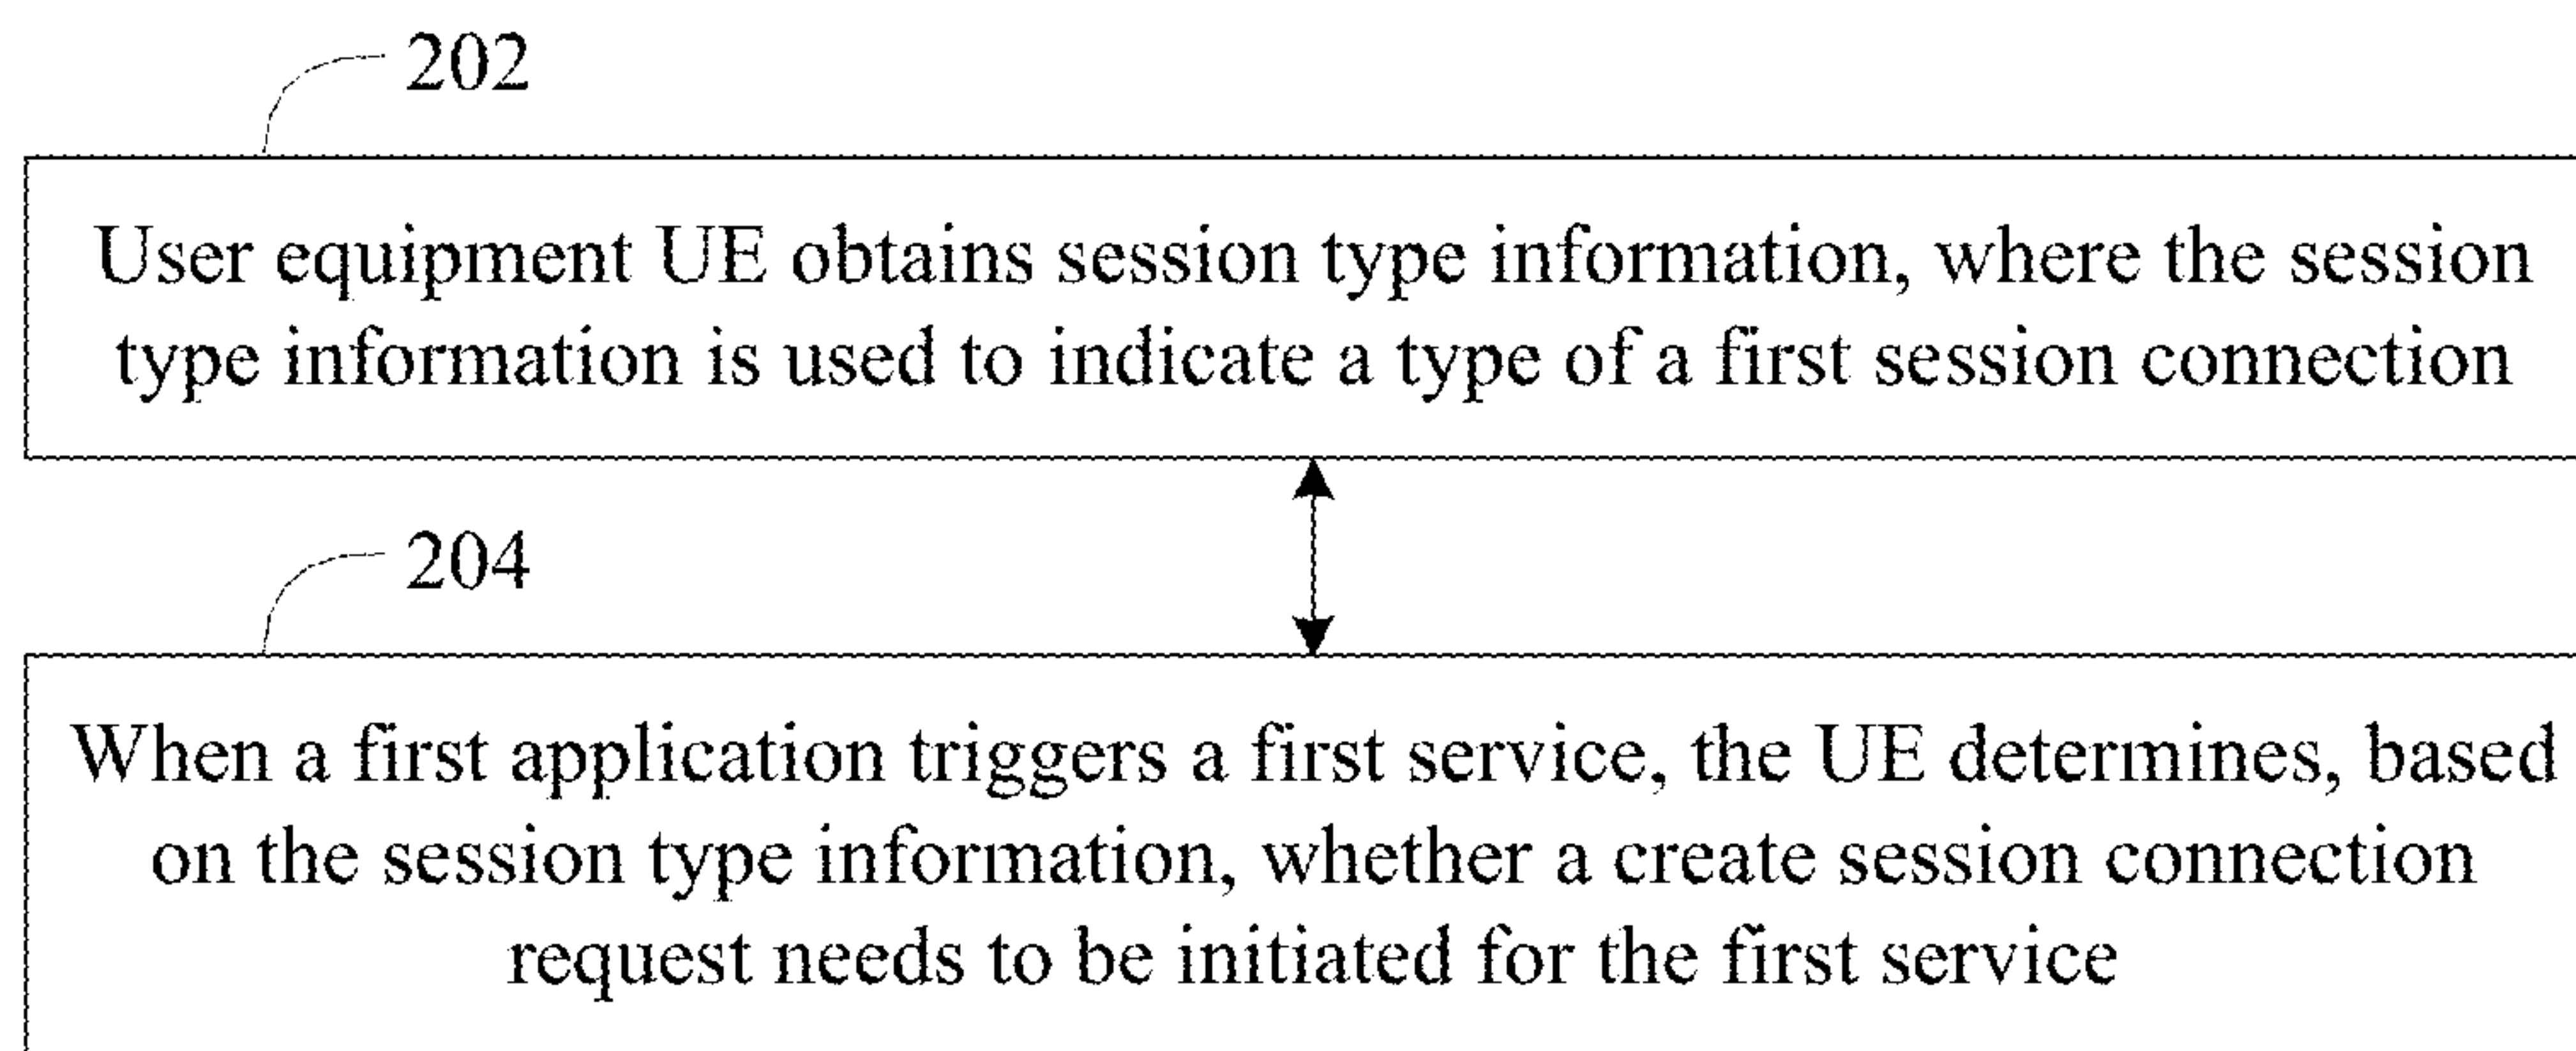 202
User equipment UE obtains session type information, where the session
type information is used to indicate a type of a first session connection
204
When a first application triggers a first service, the UE determines, based
on the session type information, whether a create session connection
request needs to be initiated for the first service